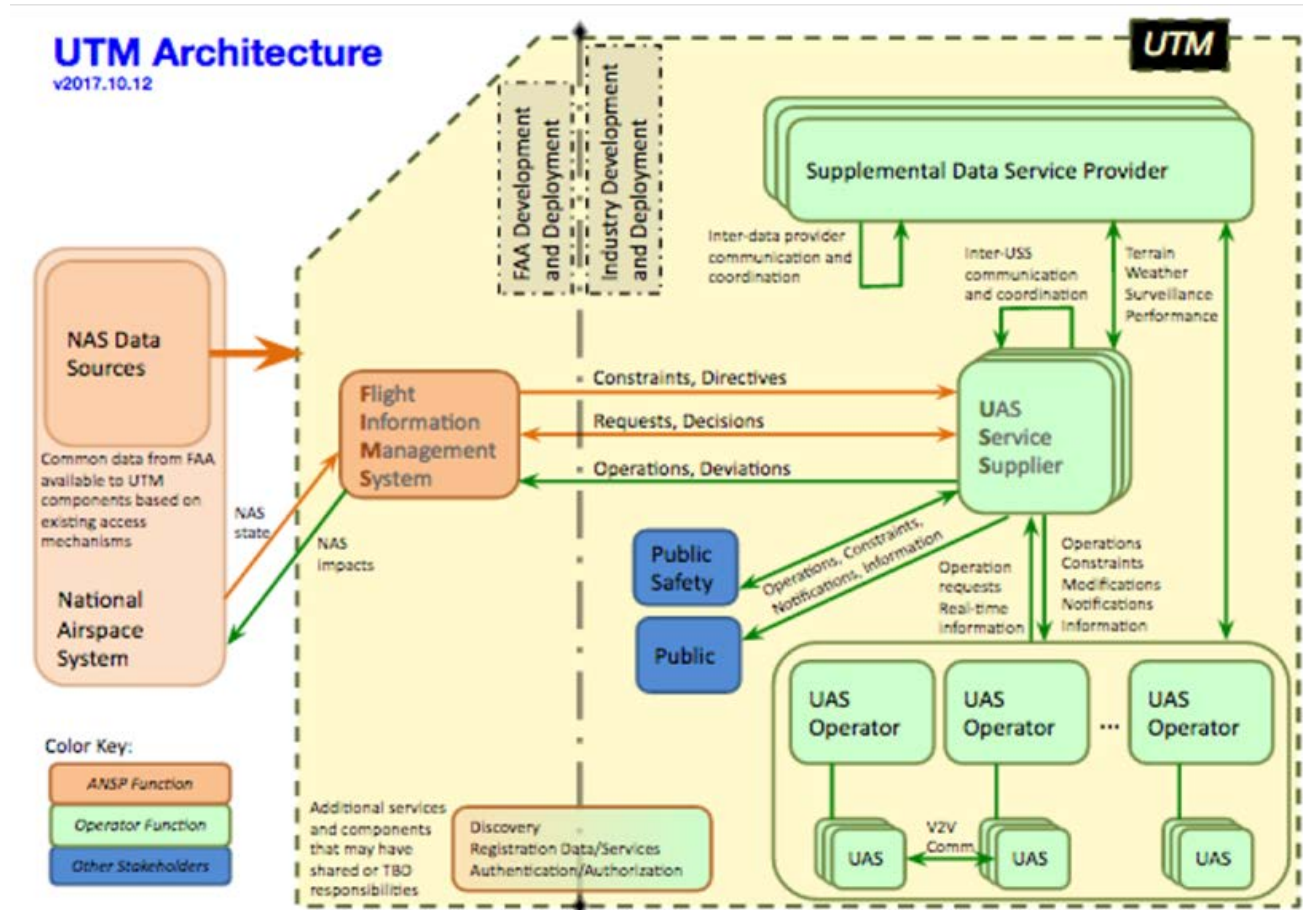 UTM Architecture
v2017.10.12
UTM
FAA Development
and Deployment
Industry Development
and Deployment
Supplemental Data Service Provider
Inter-data provider
communication and
coordination
Inter-USS
communication
and coordination
Terrain
Weather
Surveillance
Performance
NAS Data
Sources
Common data from FAA
available to UTM
components based on
existing access
mechanisms
National
Airspace
System
NAS
state
NAS
impacts
Flight
Information
Management
System
Constraints, Directives
Requests, Decisions
Operations, Deviations
UAS
Service
Supplier
Public
Safety
Public
Operations, Constraints,
Notifications, Information
Operation
requests
Real-time
information
Operations
Constraints
Modifications
Notifications
Information
UAS
Operator
UAS
Operator
...
UAS
Operator
UAS
V2V
Comm.
UAS
UAS
Color Key:
ANSP Function
Operator Function
Other Stakeholders
Additional services
and components
that may have
shared or TBD
responsibilities
Discovery
Registration Data/Services
Authentication/Authorization